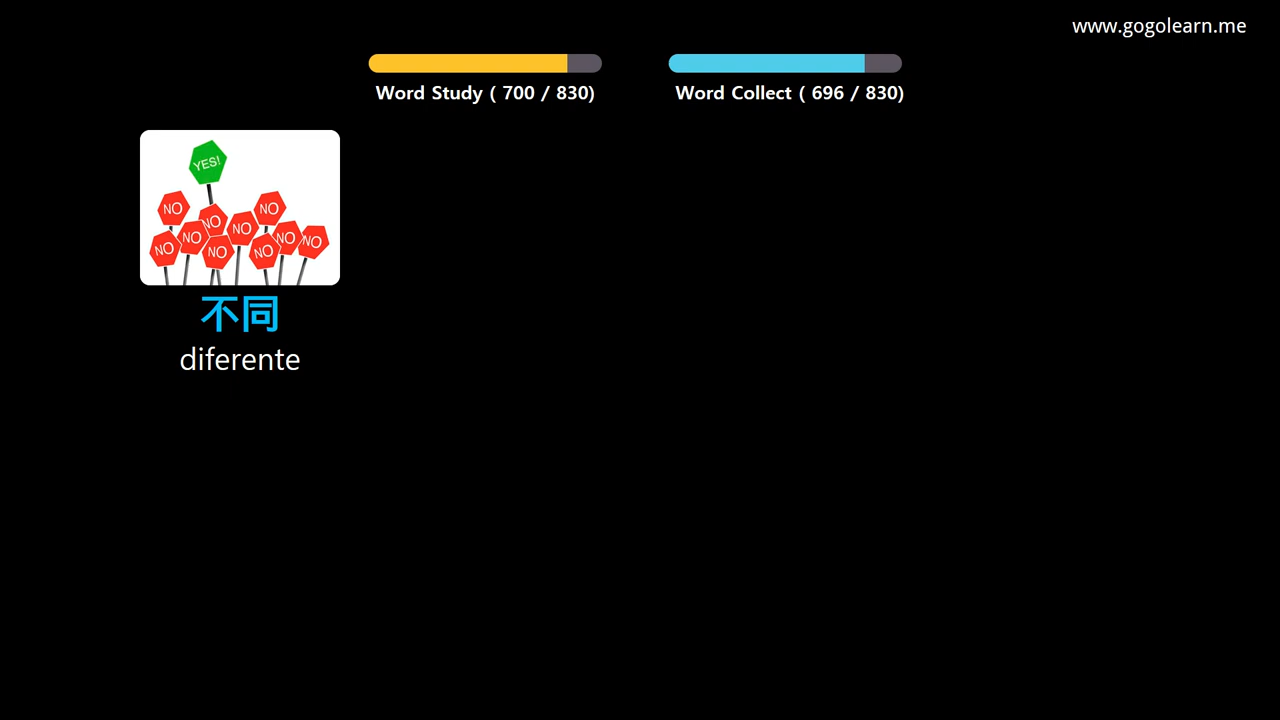 www.gogolearn.me
Word Study ( 700 / 830)
Word Collect ( 696 / 830)
YES!
NO
NO
NO
NO
NO
NO
NO
NO
NO
NO
不同
diferente